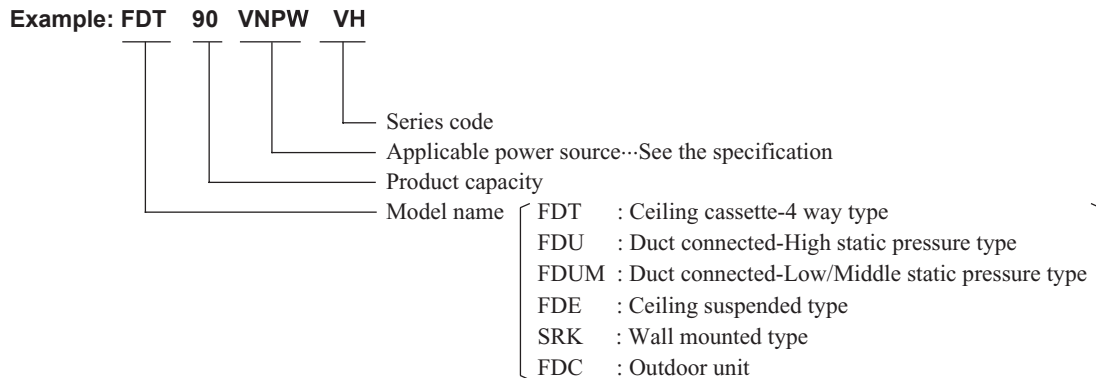 Example: FDT 90 VNPW VH
Series code
Applicable power source···See the specification
Product capacity
Model name
FDT : Ceiling cassette-4 way type
FDU : Duct connected-High static pressure type
FDUM : Duct connected-Low/Middle static pressure type
FDE : Ceiling suspended type
SRK : Wall mounted type
FDC : Outdoor unit